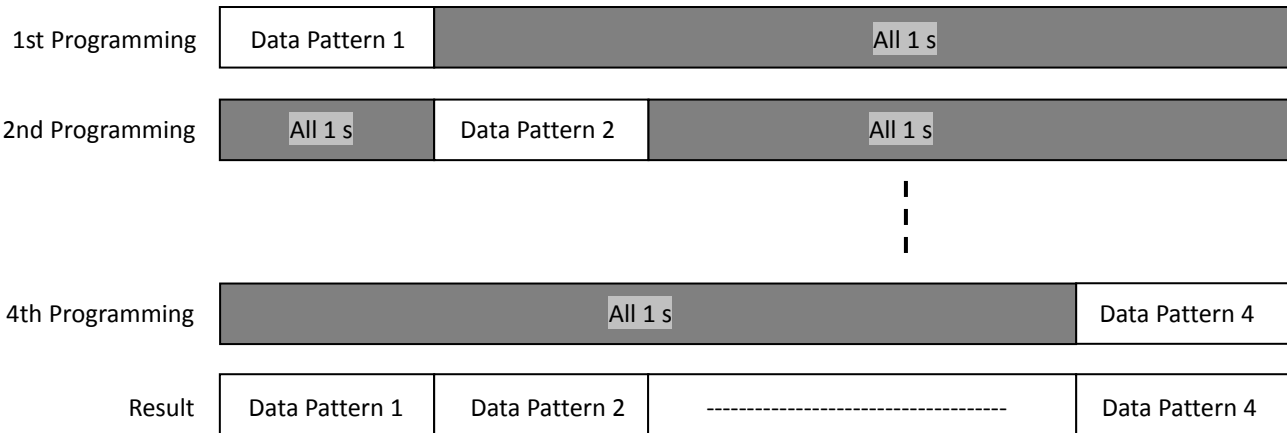 1st Programming Data Pattern 1 All 1 s
2nd Programming All 1 s Data Pattern 2 All 1 s
4th Programming All 1 s Data Pattern 4
Result Data Pattern 1 Data Pattern 2 ------------------------------------- Data Pattern 4